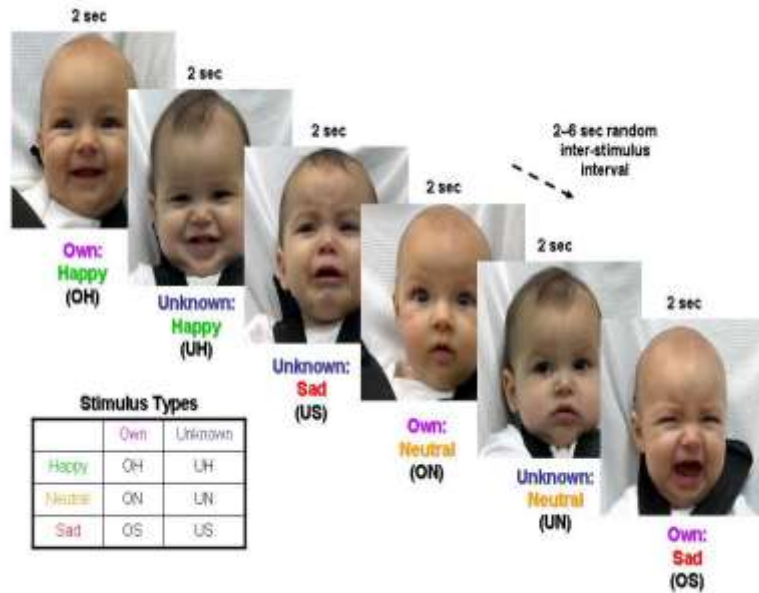 2 sec
2 sec
2 sec
2 sec
2 sec
2 sec
2–6 sec random
inter-stimulus
interval
Own:
Happy
(OH)
Unknown:
Happy
(UH)
Unknown:
Sad
(US)
Own:
Neutral
(ON)
Unknown:
Neutral
(UN)
Own:
Sad
(OS)
Stimulus Types
Own Unknown
Happy OH UH
Neutral ON UN
Sad OS US